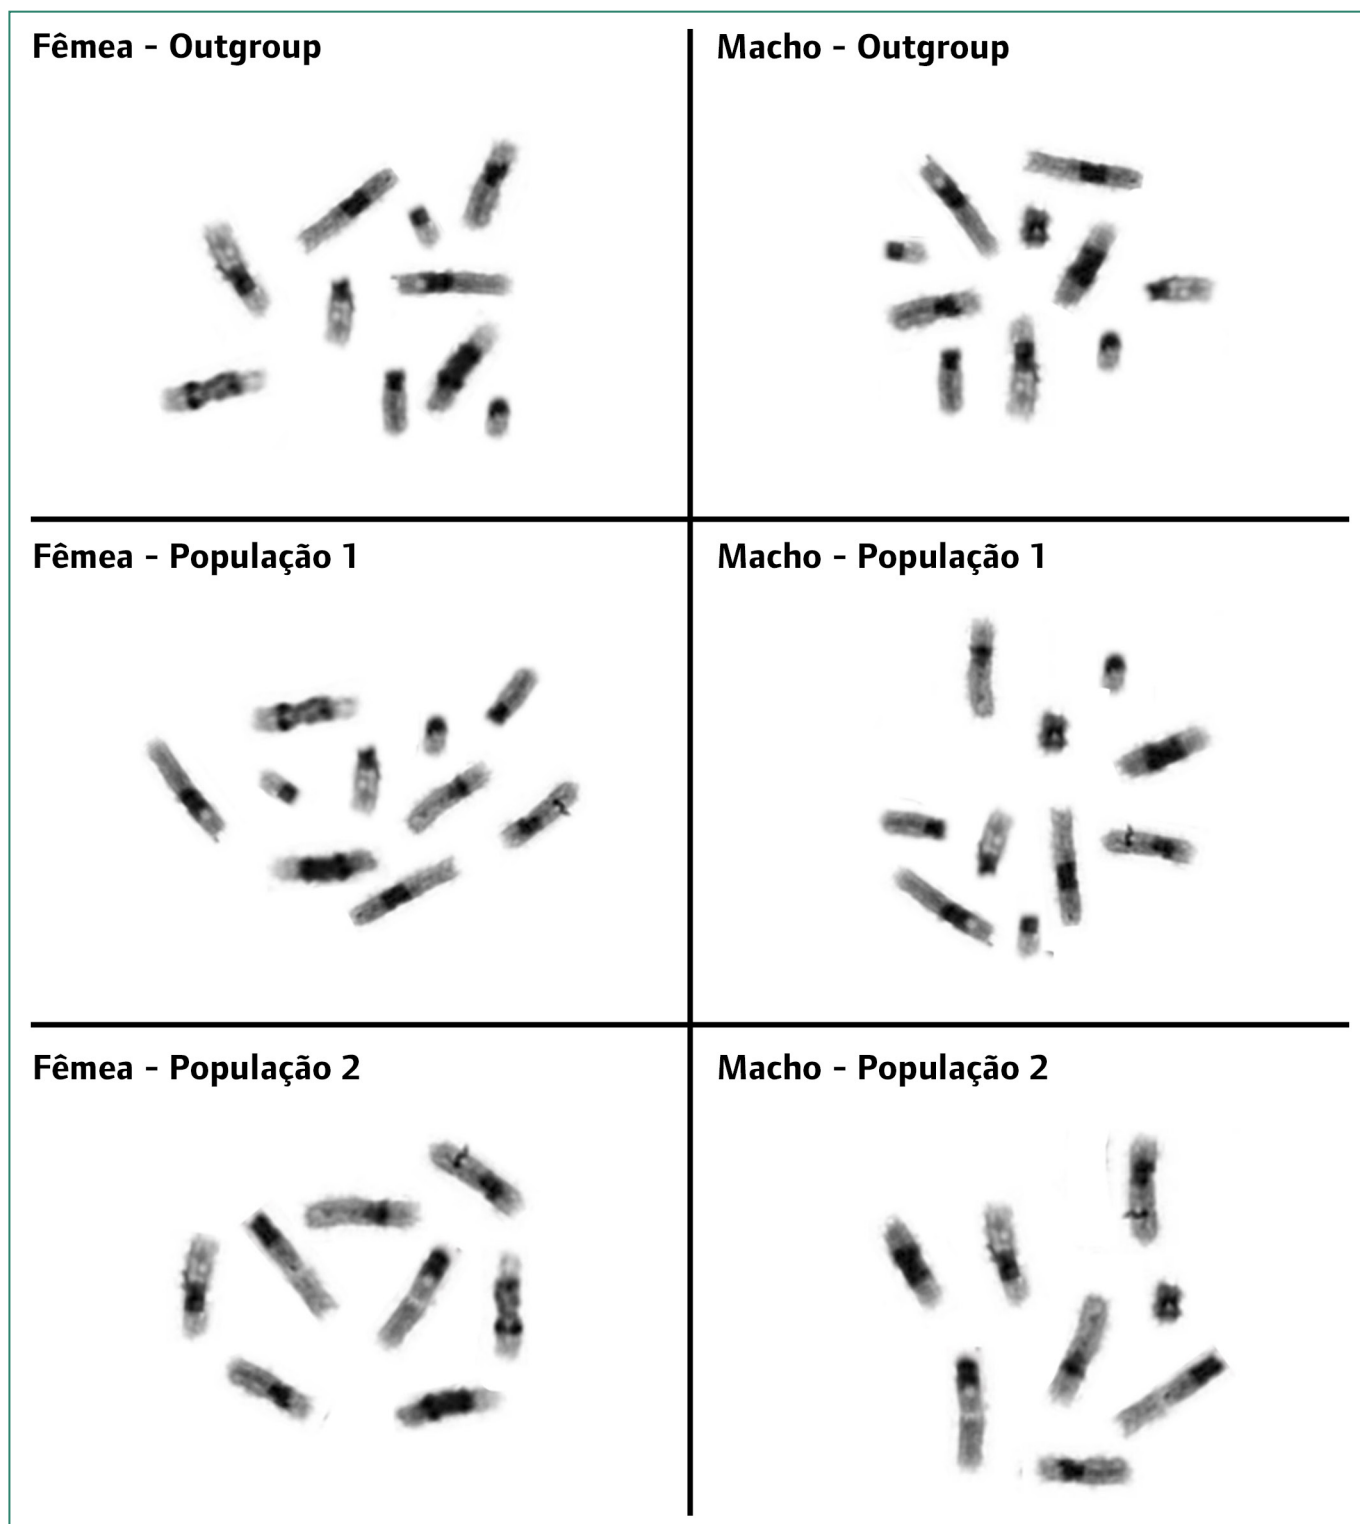 Fêmea - Outgroup
Macho - Outgroup
Fêmea - População 1
Macho - População 1
Fêmea - População 2
Macho - População 2